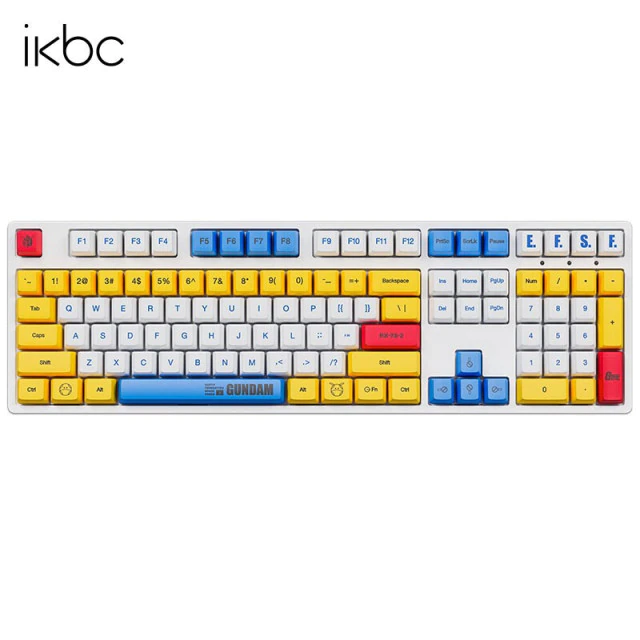 ikbc
F1 F2 F3 F4 F5 F6 F7 F8 F9 F10 F11 F12 PrtSc ScrLk Pause E. F. S. F.
1! 2@ 3# 4$ 5% 6^ 7& 8* 9( 0) Backspace Ins Home PgUp Num / * -
Tab Q W E R T Y U I O P [{ ]} \| Del End PgDn 7 8 9 +
Caps A S D F G H J K L ;: RX-78-2 4 5 6
Shift Z X C V B N M ,< .> /? Shift 1 2 3
Ctrl Alt GUNDAM Alt Fn Ctrl 0 .